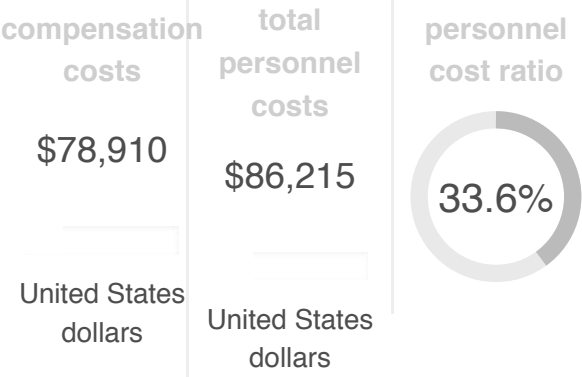 compensation
costs
$78,910
United States
dollars
total
personnel
costs
$86,215
United States
dollars
personnel
cost ratio
33.6%